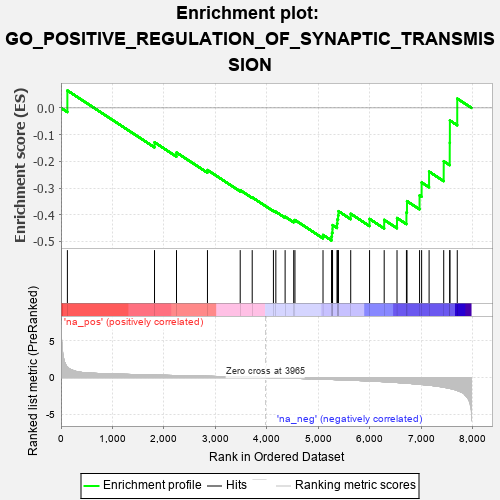 Enrichment plot:
GO_POSITIVE_REGULATION_OF_SYNAPTIC_TRANSMIS
SION
Enrichment score (ES)
0.0
-0.1
-0.2
-0.3
-0.4
-0.5
'na_pos' (positively correlated)
Ranked list metric (PreRanked)
5
0
-5
Zero cross at 3965
'na_neg' (negatively correlated)
0
1,000
2,000
3,000
4,000
5,000
6,000
7,000
8,000
Rank in Ordered Dataset
Enrichment profile
Hits
Ranking metric scores